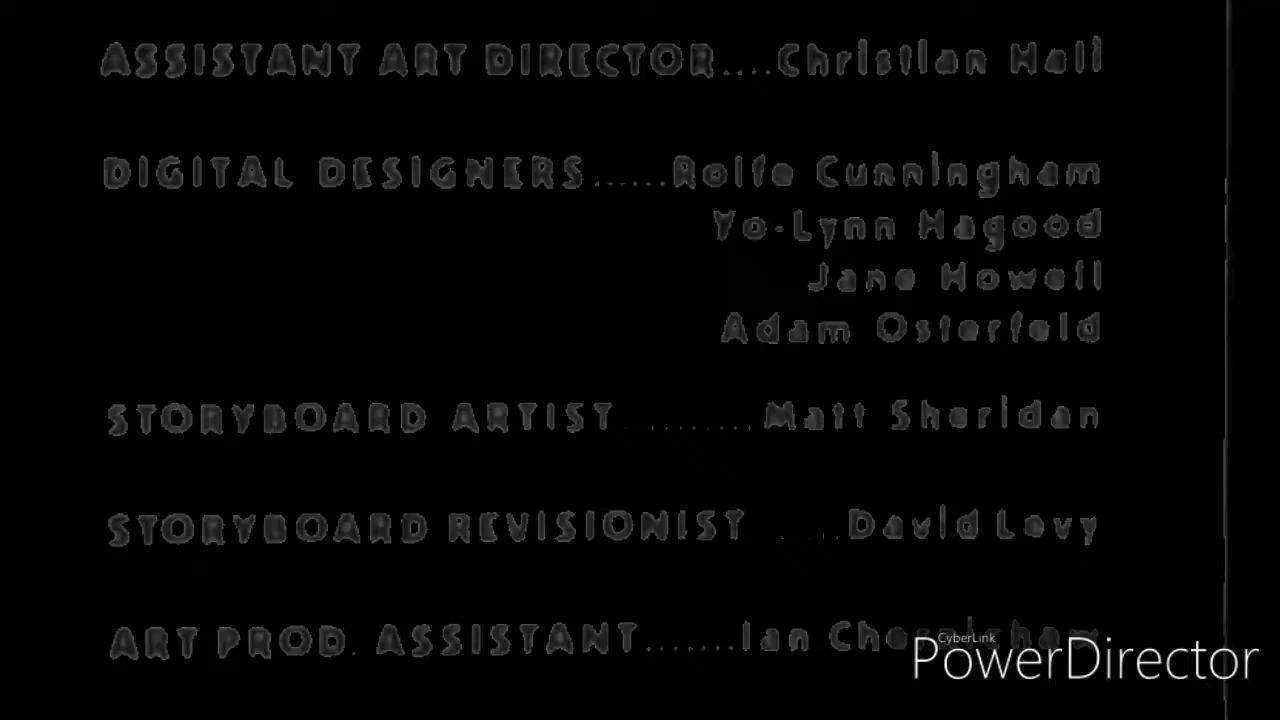 ASSISTANT ART DIRECTOR....Christian Hali
DIGITAL DESIGNERS......Rolfe Cunningham
Yo-Lynn Hagood
Jane Howell
Adam Osterfeld
STORYBOARD ARTIST..........Matt Sheridan
STORYBOARD REVISIONIST ......David Levy
ART PROD. ASSISTANT.......Ian
CyberLink
PowerDirector